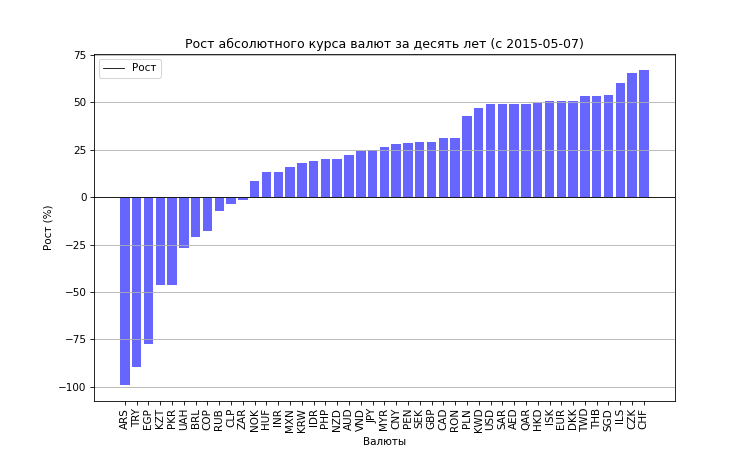 Рост абсолютного курса валют за десять лет (с 2015-05-07)
Рост
Рост (%)
75
50
25
0
−25
−50
−75
−100
ARS TRY EGP KZT PKR UAH BRL COP RUB CLP ZAR NOK HUF INR MXN KRW IDR PHP NZD AUD VND JPY MYR CNY PEN SEK GBP CAD RON PLN KWD USD SAR AED QAR HKD ISK EUR DKK TWD THB SGD ILS CZK CHF
Валюты